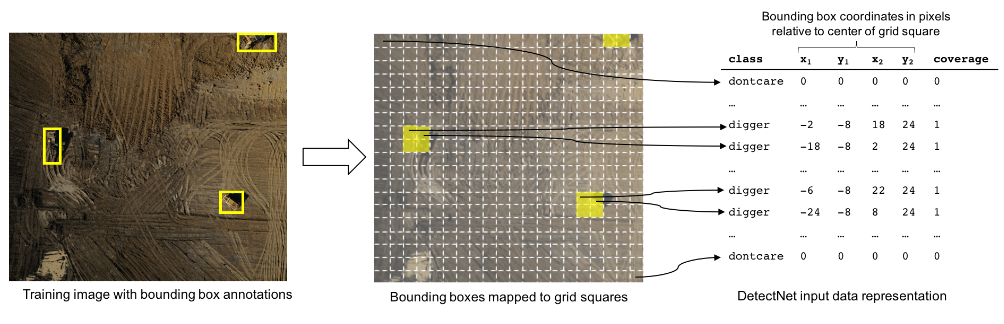 Bounding box coordinates in pixels
relative to center of grid square
class x₁ y₁ x₂ y₂ coverage
dontcare 0 0 0 0 0
… … … … … …
digger -2 -8 18 24 1
digger -18 -8 2 24 1
… … … … … …
digger -6 -8 22 24 1
digger -24 -8 8 24 1
… … … … … …
dontcare 0 0 0 0 0
Training image with bounding box annotations
Bounding boxes mapped to grid squares
DetectNet input data representation